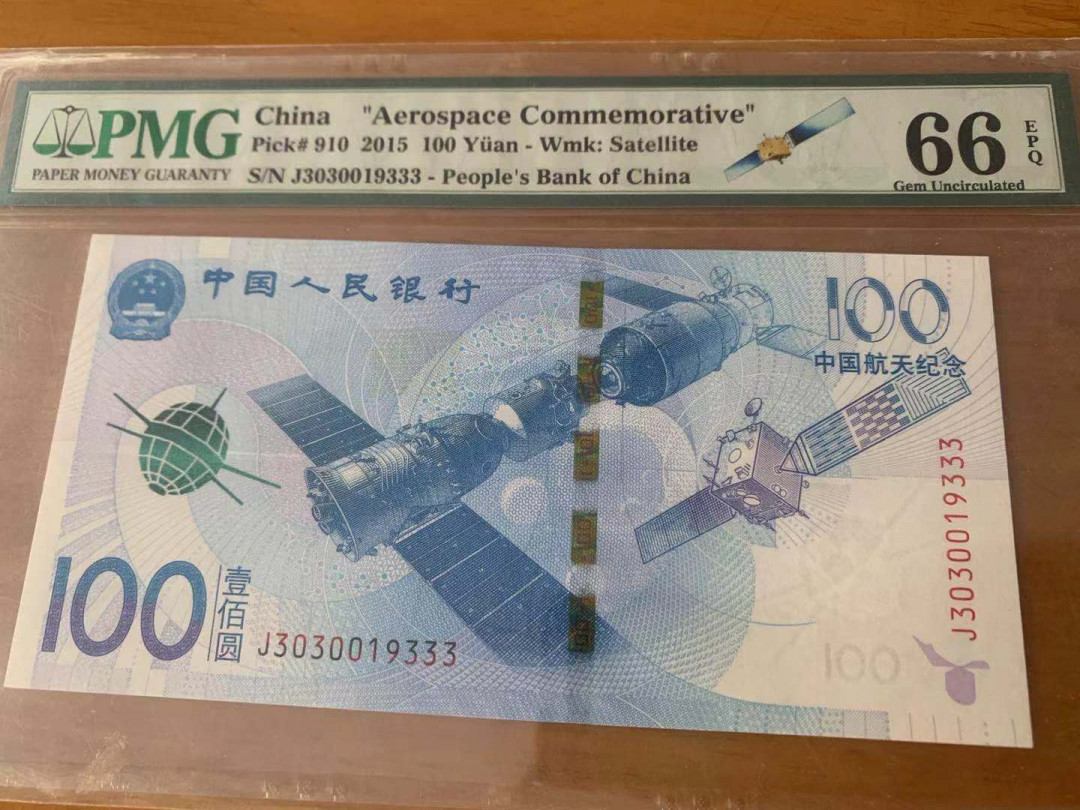 PMG
PAPER MONEY GUARANTY
China "Aerospace Commemorative"
Pick# 910 2015 100 Yüan - Wmk: Satellite
S/N J3030019333 - People's Bank of China
66
EPQ
Gem Uncirculated
中国人民银行
100
中国航天纪念
100
壹佰圆
J3030019333
J3030019333
100